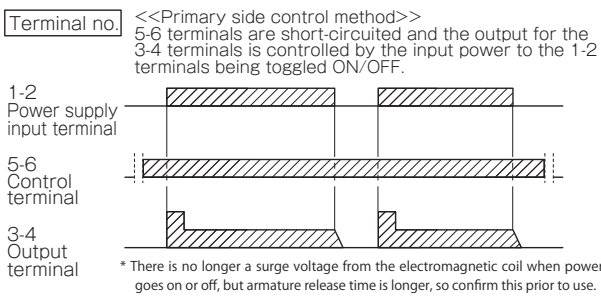 Terminal no.
<<Primary side control method>>
5-6 terminals are short-circuited and the output for the
3-4 terminals is controlled by the input power to the 1-2
terminals being toggled ON/OFF.
1-2
Power supply
input terminal
5-6
Control
terminal
3-4
Output
terminal
* There is no longer a surge voltage from the electromagnetic coil when power
goes on or off, but armature release time is longer, so confirm this prior to use.